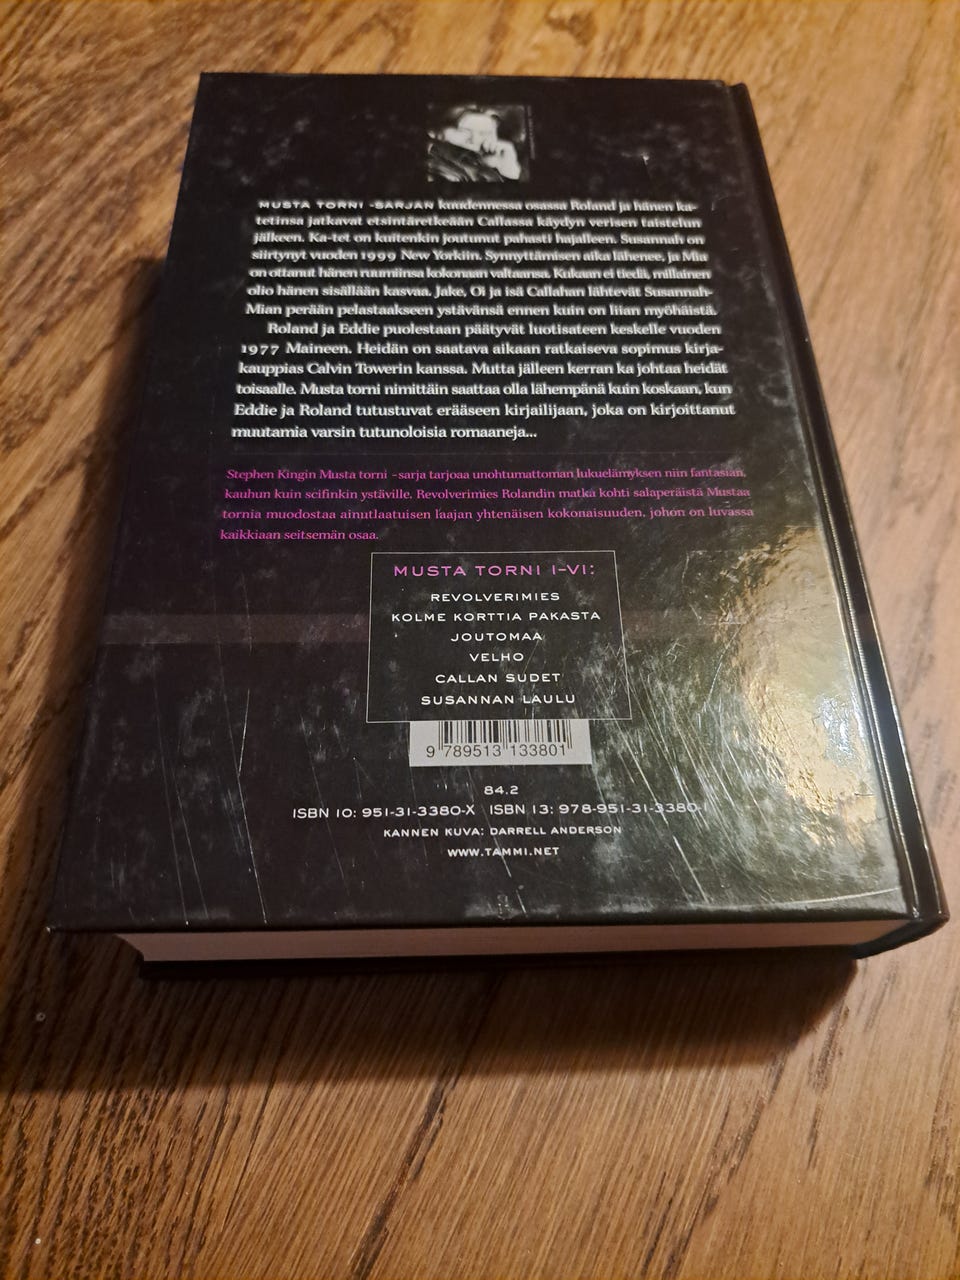 MUSTA TORNI -SARJAN kuudennessa osassa Roland ja hänen ka-
tetinsa jatkavat etsintäretkeään Callassa käydyn verisen taistelun
jälkeen. Ka-tet on kuitenkin joutunut pahasti hajalleen. Susannah on
siirtynyt vuoden 1999 New Yorkiin. Synnyttämisen aika lähenee, ja Mia
on ottanut hänen ruumiinsa kokonaan valtaansa. Kukaan ei tiedä, millainen
olio hänen sisällään kasvaa. Jake, Oi ja isä Callahan lähtevät Susannah-
Mian perään pelastaakseen ystävänsä ennen kuin on liian myöhäistä.
Roland ja Eddie puolestaan päätyvät luotisateen keskelle vuoden
1977 Maineen. Heidän on saatava aikaan ratkaiseva sopimus kirja-
kauppias Calvin Towerin kanssa. Mutta jälleen kerran ka johtaa heidät
toisaalle. Musta torni nimittäin saattaa olla lähempänä kuin koskaan, kun
Eddie ja Roland tutustuvat erääseen kirjailijaan, joka on kirjoittanut
muutamia varsin tutunoloisia romaaneja...
Stephen Kingin Musta torni -sarja tarjoaa unohtumattoman lukuelämyksen niin fantasian,
kauhun kuin scifinkin ystäville. Revolverimies Rolandin matka kohti salaperäistä Mustaa
tornia muodostaa ainutlaatuisen laajan yhtenäisen kokonaisuuden, johon on luvassa
kaikkiaan seitsemän osaa.
MUSTA TORNI I-VI:
REVOLVERIMIES
KOLME KORTTIA PAKASTA
JOUTOMAA
VELHO
CALLAN SUDET
SUSANNAN LAULU
9 789513 133801
84.2
ISBN 10: 951-31-3380-X ISBN 13: 978-951-31-3380-1
KANNEN KUVA: DARRELL ANDERSON
WWW.TAMMI.NET